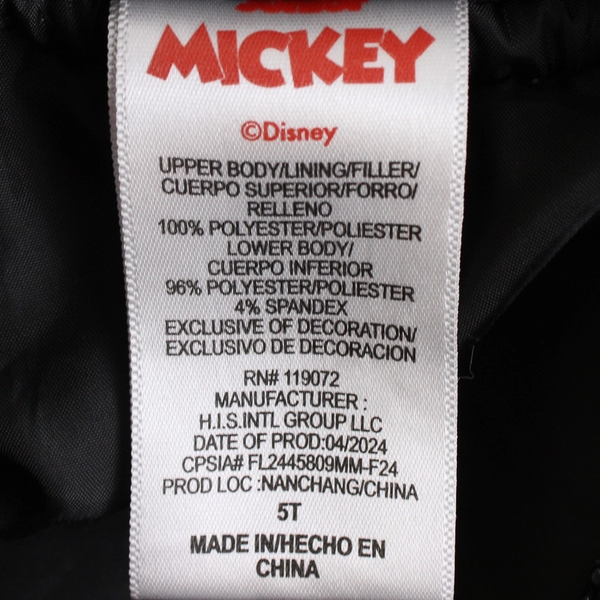 MICKEY
©Disney
UPPER BODY/LINING/FILLER/
CUERPO SUPERIOR/FORRO/
RELLENO
100% POLYESTER/POLIESTER
LOWER BODY/
CUERPO INFERIOR
96% POLYESTER/POLIESTER
4% SPANDEX
EXCLUSIVE OF DECORATION/
EXCLUSIVO DE DECORACION
RN# 119072
MANUFACTURER :
H.I.S.INTL GROUP LLC
DATE OF PROD:04/2024
CPSIA# FL2445809MM-F24
PROD LOC :NANCHANG/CHINA
5T
MADE IN/HECHO EN
CHINA